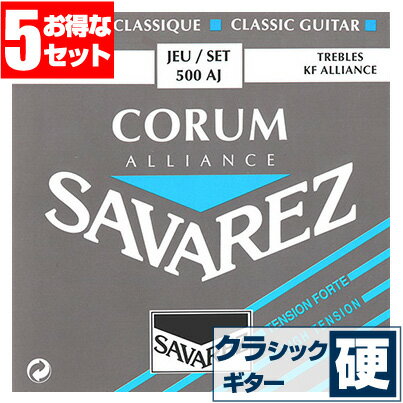 5 お得な
セット
CLASSIQUE
CLASSIC GUITAR
JEU / SET
500 AJ
TREBLES
KF ALLIANCE
CORUM
ALLIANCE
SAVAREZ
TENSION FORTE
TENSION
SAVAREZ
クラシック
ギター
硬